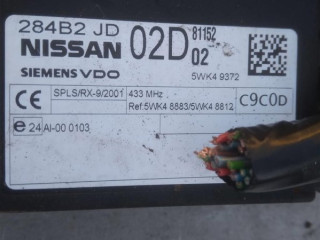 284B2 JD 02D 81152
NISSAN 02
SIEMENS VDO 5WK4 9372
CE SPLS/RX-9/2001 433 MHz C9C0D
Ref.:5WK4 8883/5WK4 8812
e 24 AI-00 0103